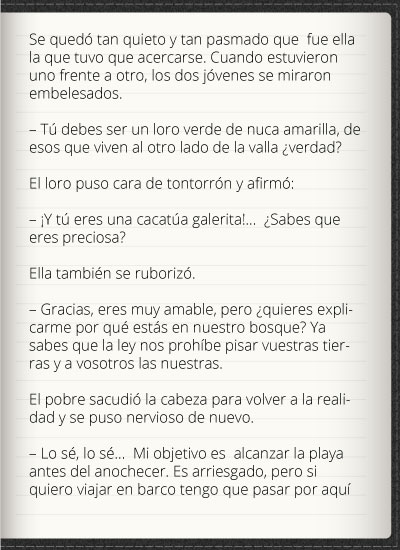 Se quedó tan quieto y tan pasmado que  fue ella
la que tuvo que acercarse. Cuando estuvieron
uno frente a otro, los dos jóvenes se miraron
embelesados.

– Tú debes ser un loro verde de nuca amarilla, de
esos que viven al otro lado de la valla ¿verdad?

El loro puso cara de tontorrón y afirmó:

– ¡Y tú eres una cacatúa galerita!...  ¿Sabes que
eres preciosa?

Ella también se ruborizó.

– Gracias, eres muy amable, pero ¿quieres expli-
carme por qué estás en nuestro bosque? Ya
sabes que la ley nos prohíbe pisar vuestras tier-
ras y a vosotros las nuestras.

El pobre sacudió la cabeza para volver a la reali-
dad y se puso nervioso de nuevo.

– Lo sé, lo sé...  Mi objetivo es  alcanzar la playa
antes del anochecer. Es arriesgado, pero si
quiero viajar en barco tengo que pasar por aquí